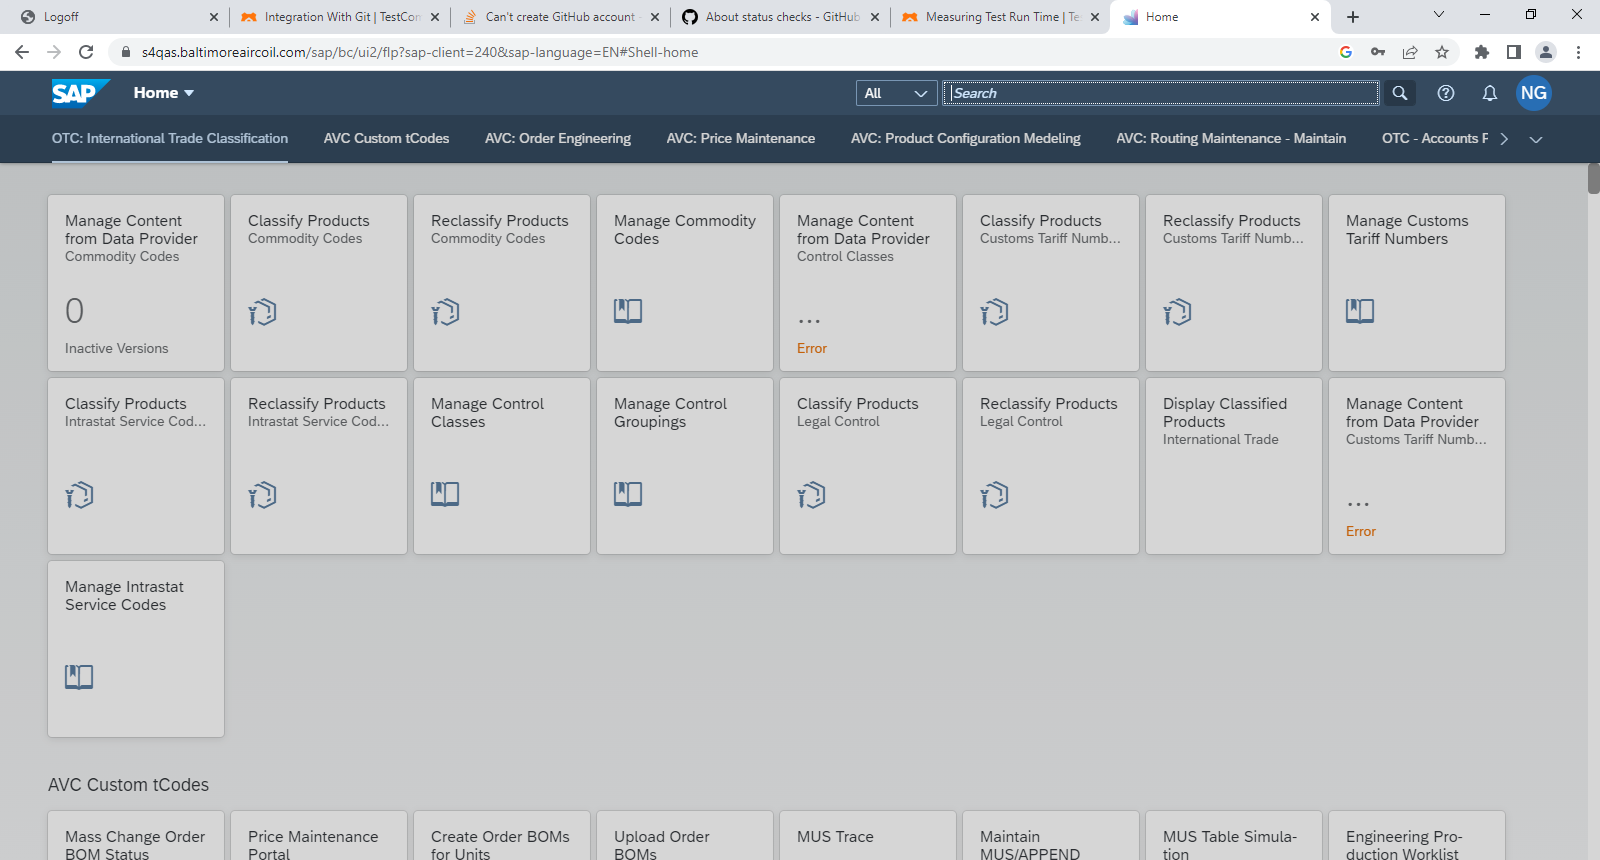 Logoff
Integration With Git | TestCom
Can't create GitHub account -
About status checks - GitHub
Measuring Test Run Time | Te
Home
s4qas.baltimoreaircoil.com/sap/bc/ui2/flp?sap-client=240&sap-language=EN#Shell-home
SAP
Home
All
Search
NG
OTC: International Trade Classification
AVC Custom tCodes
AVC: Order Engineering
AVC: Price Maintenance
AVC: Product Configuration Medeling
AVC: Routing Maintenance - Maintain
OTC - Accounts F
Manage Content
from Data Provider
Commodity Codes
0
Inactive Versions
Classify Products
Commodity Codes
Reclassify Products
Commodity Codes
Manage Commodity
Codes
Manage Content
from Data Provider
Control Classes
...
Error
Classify Products
Customs Tariff Numb...
Reclassify Products
Customs Tariff Numb...
Manage Customs
Tariff Numbers
Classify Products
Intrastat Service Cod...
Reclassify Products
Intrastat Service Cod...
Manage Control
Classes
Manage Control
Groupings
Classify Products
Legal Control
Reclassify Products
Legal Control
Display Classified
Products
International Trade
Manage Content
from Data Provider
Customs Tariff Numb...
...
Error
Manage Intrastat
Service Codes
AVC Custom tCodes
Mass Change Order
BOM Status
Price Maintenance
Portal
Create Order BOMs
for Units
Upload Order
BOMs
MUS Trace
Maintain
MUS/APPEND
MUS Table Simula-
tion
Engineering Pro-
duction Worklist